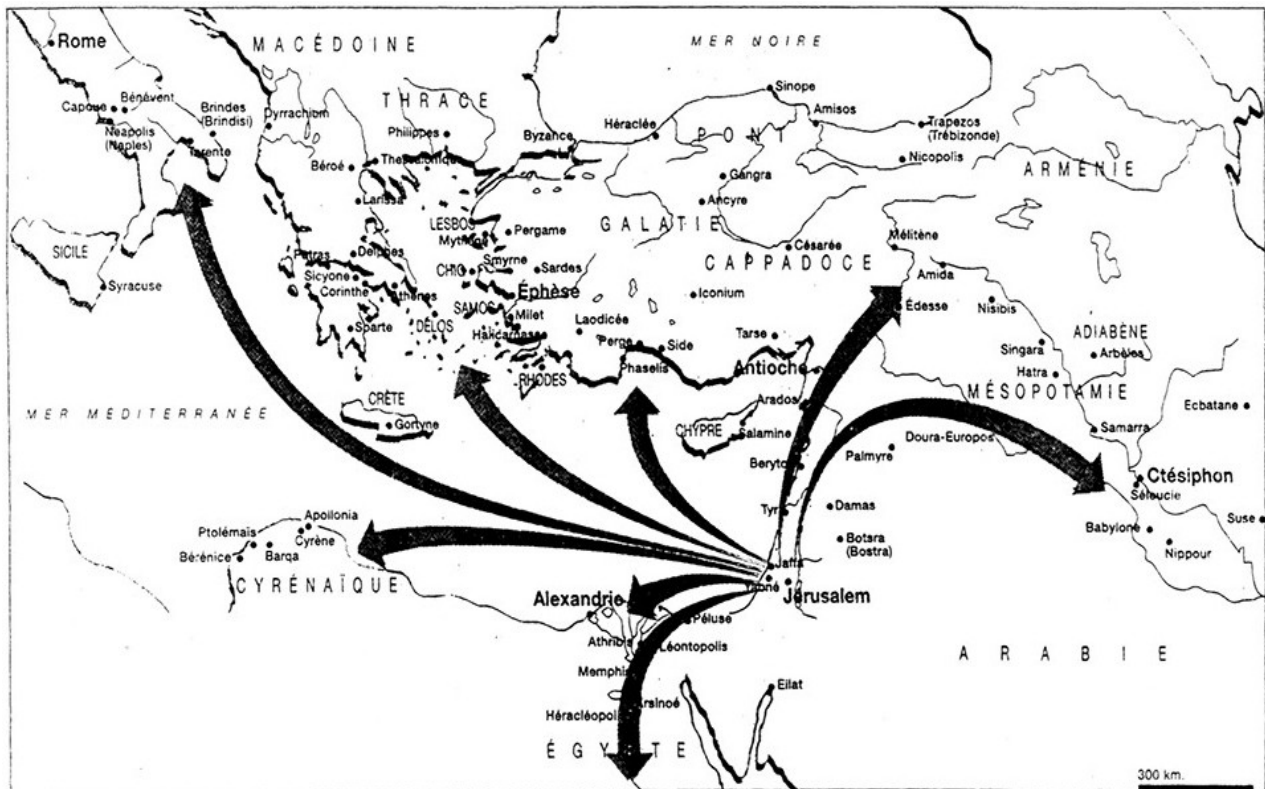 Rome
MACÉDOINE
MER NOIRE
Capoue
Bénévent
Brindes
(Brindisi)
Neapolis
(Naples)
Tarente
Dyrrachium
THRACE
Philippes
Byzance
Héraclée
Sinope
Amisos
PONT
Trapezos
(Trébizonde)
Nicopolis
ARMÉNIE
Béroé
Thessalonique
Gangra
Larissa
Ancyre
LESBOS
Pergame
GALATIE
Mélitène
Césarée
SICILE
Patras
Delphes
CHIO
Smyrne
Sardes
CAPPADOCE
Amida
Syracuse
Sicyone
Corinthe
Athènes
Éphèse
Iconium
Édesse
Nisibis
SAMOS
Milet
Sparte
DÉLOS
Halicarnasse
Laodicée
Tarse
Singara
ADIABÈNE
Arbèles
Perge
Side
Phaselis
Antioche
Hatra
RHODES
MÉSOPOTAMIE
MER MÉDITERRANÉE
CRÈTE
Gortyne
Arados
Ecbatane
CHYPRE
Salamine
Samarra
Doura-Europos
Beryto
Palmyre
Ctésiphon
Séleucie
Tyr
Damas
Suse
Apollonia
Ptolémaïs
Cyrène
Botsra
(Bostra)
Babylone
Nippour
Bérénice
Barqa
CYRÉNAÏQUE
Jaffa
Jérusalem
Alexandrie
Péluse
Athribis
Léontopolis
ARABIE
Memphis
Eilat
Arsinoé
Héracléopolis
ÉGYPTE
300 km.